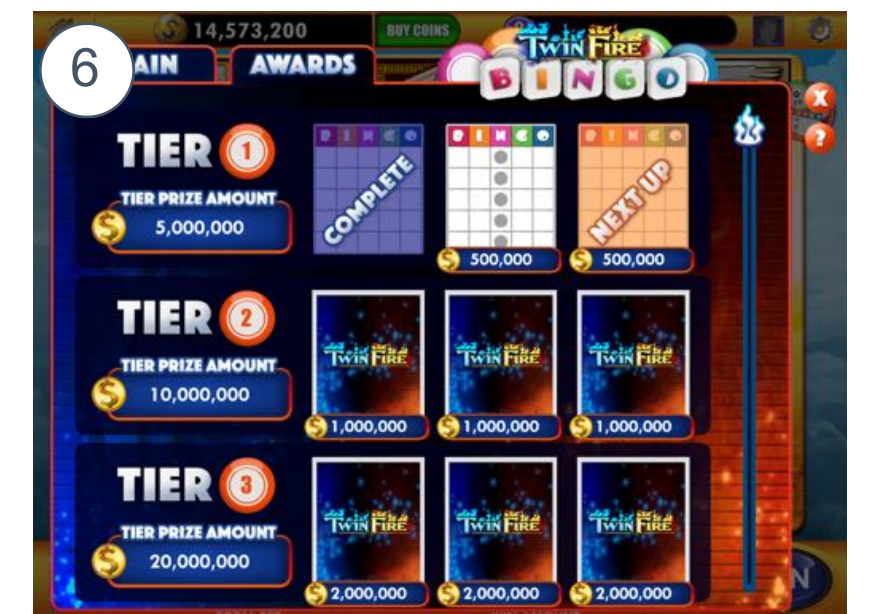 14,573,200
BUY COINS
6
AIN
AWARDS
TWIN FIRE
BINGO
X
?
TIER 1
TIER PRIZE AMOUNT
5,000,000
BINGO
COMPLETE
BINGO
500,000
BINGO
NEXT UP
500,000
TIER 2
TIER PRIZE AMOUNT
10,000,000
TWIN FIRE
1,000,000
TWIN FIRE
1,000,000
TWIN FIRE
1,000,000
TIER 3
TIER PRIZE AMOUNT
20,000,000
TWIN FIRE
2,000,000
TWIN FIRE
2,000,000
TWIN FIRE
2,000,000
N